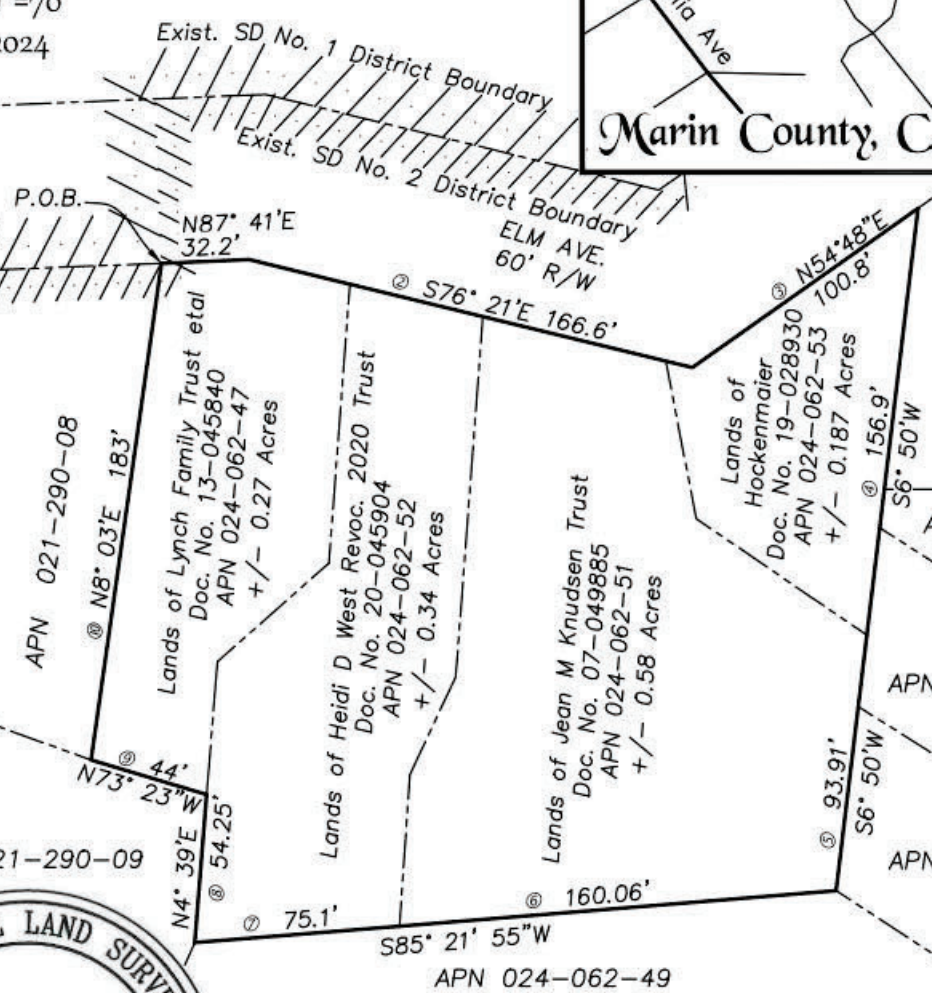 2024
Exist. SD No. 1 District Boundary
Exist. SD No. 2 District Boundary
Ave
Marin County, C
P.O.B.
N87° 41'E
32.2'
ELM AVE.
60' R/W
② S76° 21'E 166.6'
③ N54°48"E
100.8'
④ 156.9'
S6° 50'W
APN 021-290-08
⑩ N8° 03'E 183'
Lands of Lynch Family Trust etal
Doc. No. 13-045840
APN 024-062-47
+/- 0.27 Acres
Lands of Heidi D West Revoc. 2020 Trust
Doc. No. 20-045904
APN 024-062-52
+/- 0.34 Acres
Lands of Jean M Knudsen Trust
Doc. No. 07-049885
APN 024-062-51
+/- 0.58 Acres
Lands of
Hockenmaier
Doc. No. 19-028930
APN 024-062-53
+/- 0.187 Acres
APN
⑤ 93.91'
S6° 50'W
APN
⑨ 44'
N73° 23"W
N4° 39'E
⑧ 54.25'
21-290-09
⑦ 75.1'
⑥ 160.06'
S85° 21' 55"W
APN 024-062-49
LAND SURVE